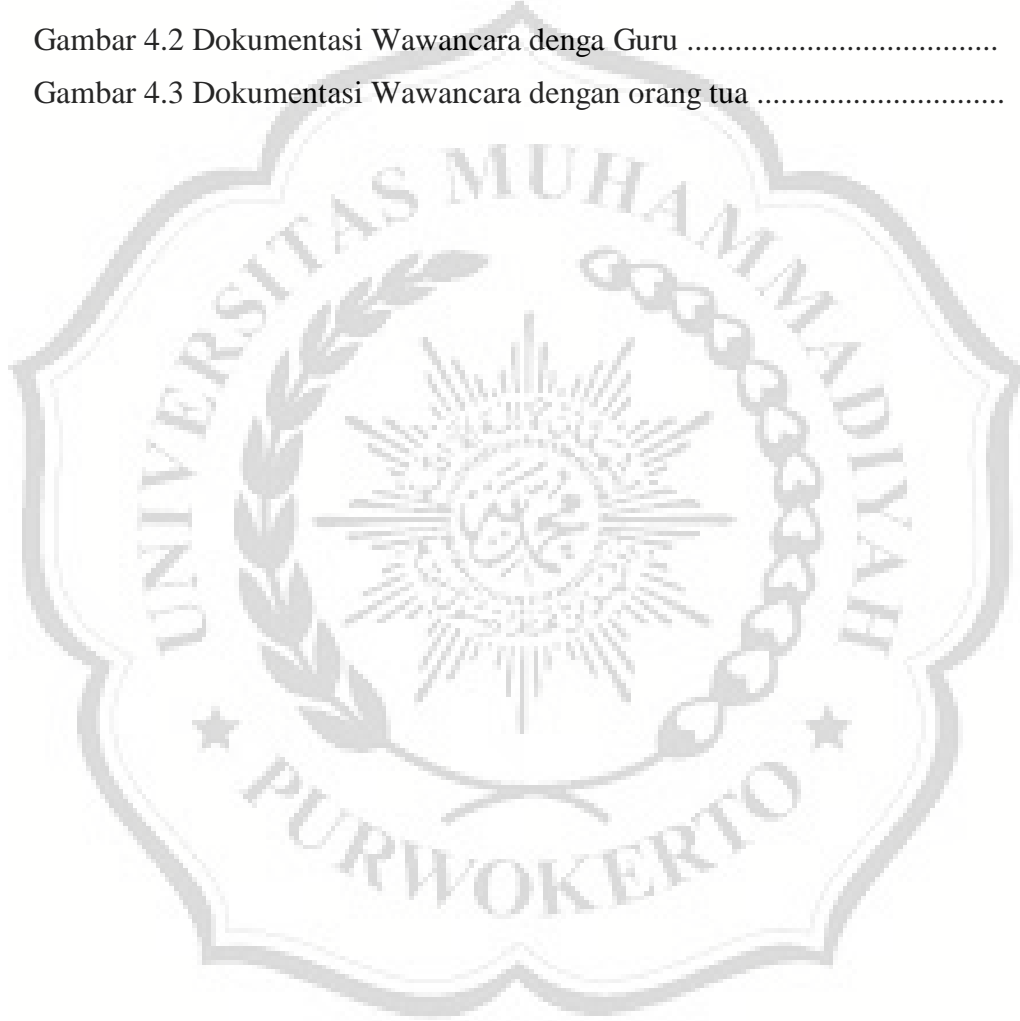 Gambar 4.2 Dokumentasi Wawancara denga Guru ....................................
Gambar 4.3 Dokumentasi Wawancara dengan orang tua ............................
UNIVERSITAS MUHAMMADIYAH
PURWOKERTO